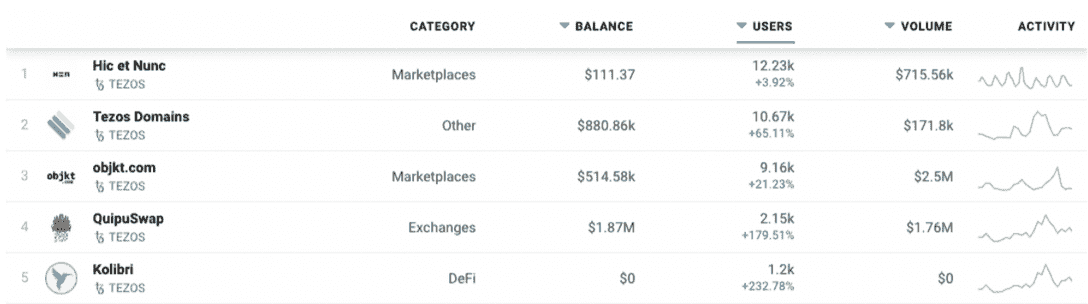 CATEGORY BALANCE USERS VOLUME ACTIVITY
1 H=N Hic et Nunc Marketplaces $111.37 12.23k $715.56k
TEZOS +3.92%
2 Tezos Domains Other $880.86k 10.67k $171.8k
TEZOS +65.11%
3 objkt .com objkt.com Marketplaces $514.58k 9.16k $2.5M
TEZOS +21.23%
4 QuipuSwap Exchanges $1.87M 2.15k $1.76M
TEZOS +179.51%
5 Kolibri DeFi $0 1.2k $0
TEZOS +232.78%